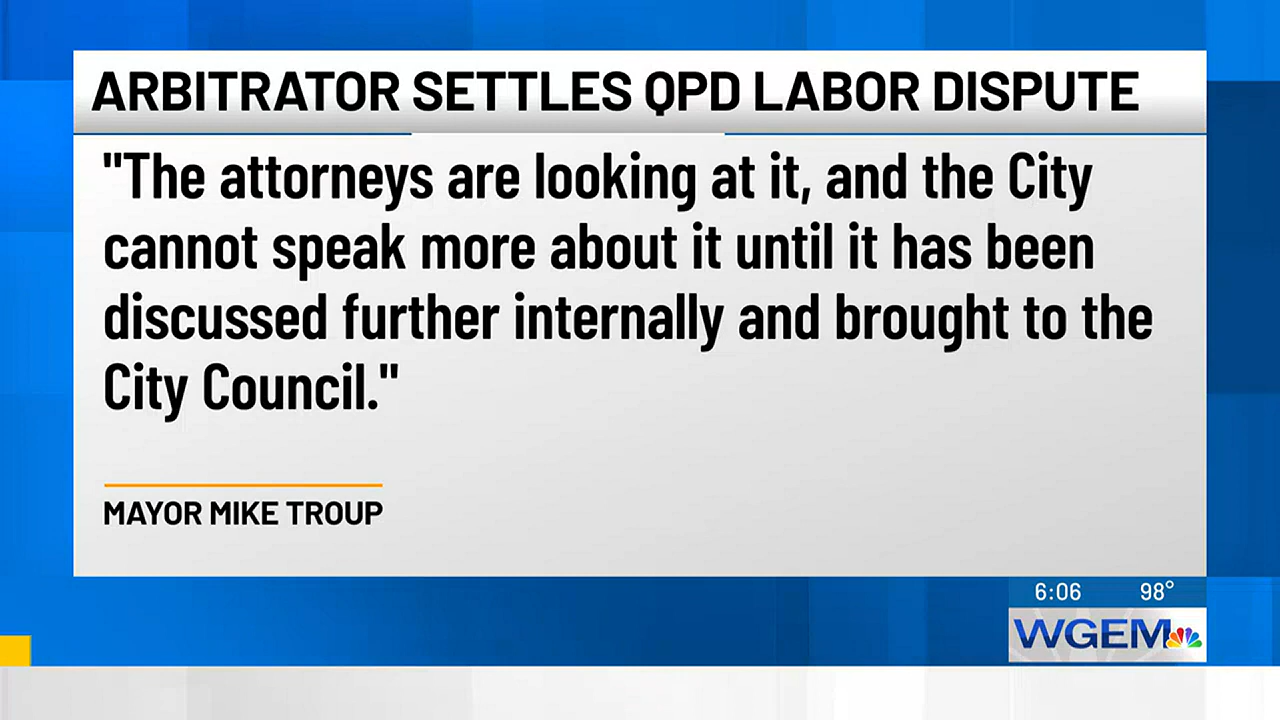 ARBITRATOR SETTLES QPD LABOR DISPUTE
"The attorneys are looking at it, and the City
cannot speak more about it until it has been
discussed further internally and brought to the
City Council."
MAYOR MIKE TROUP
6:06 98°
WGEM